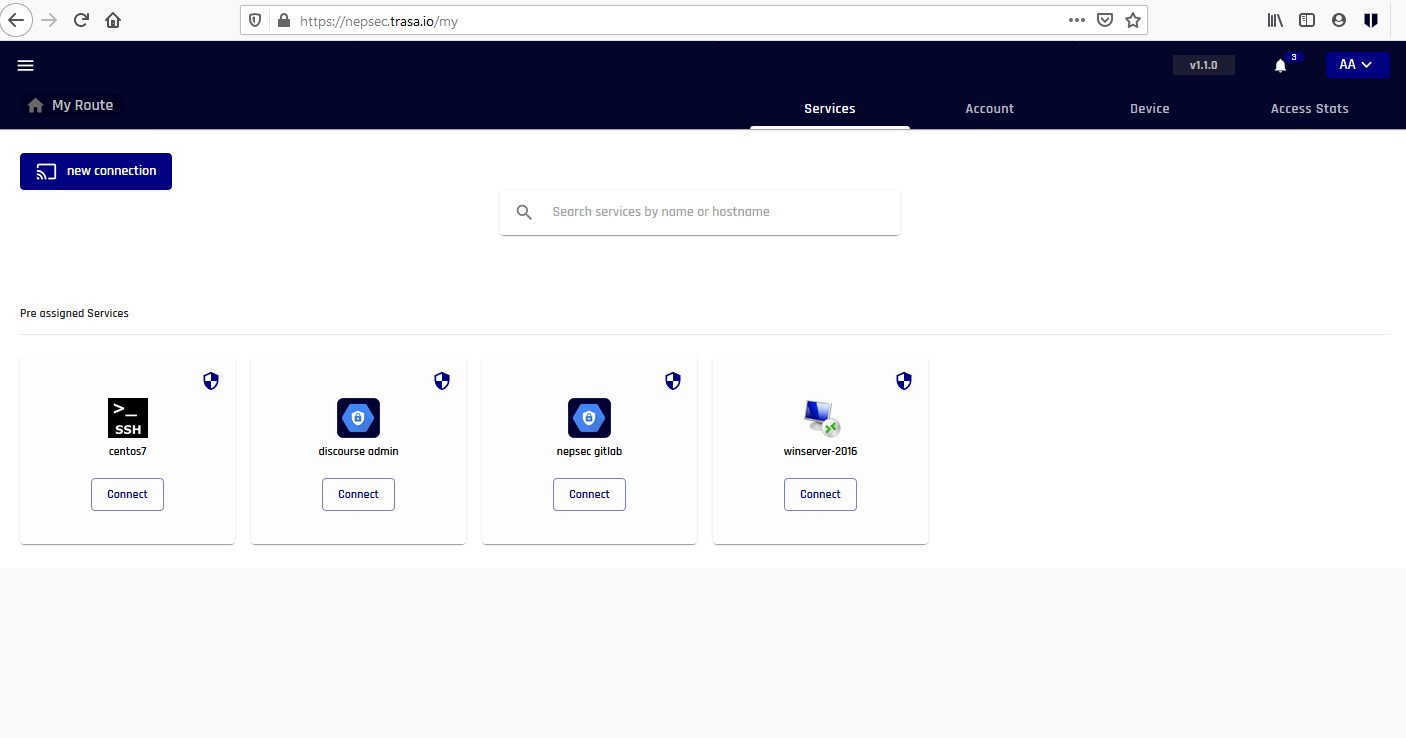 https://nepsec.trasa.io/my
v1.1.0
3
AA
My Route
Services
Account
Device
Access Stats
new connection
Search services by name or hostname
Pre assigned Services
>_
SSH
centos7
Connect
discourse admin
Connect
nepsec gitlab
Connect
winserver-2016
Connect